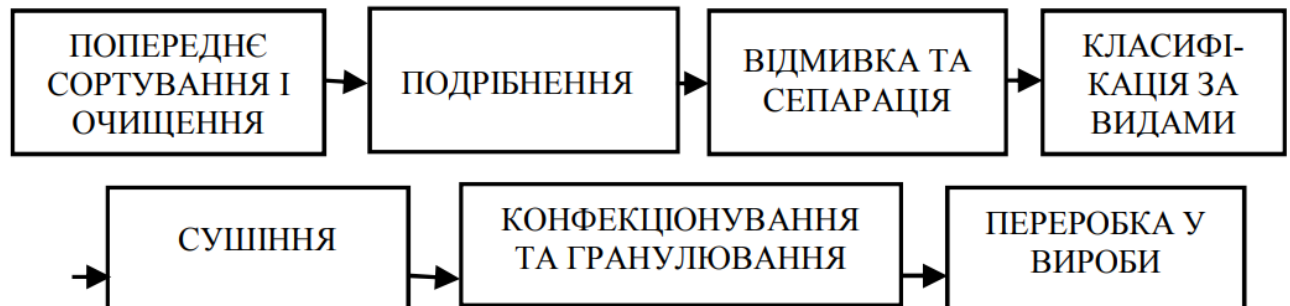 ПОПЕРЕДНЄ
СОРТУВАННЯ І
ОЧИЩЕННЯ
ПОДРІБНЕННЯ
ВІДМИВКА ТА
СЕПАРАЦІЯ
КЛАСИФІ-
КАЦІЯ ЗА
ВИДАМИ
СУШІННЯ
КОНФЕКЦІОНУВАННЯ
ТА ГРАНУЛЮВАННЯ
ПЕРЕРОБКА У
ВИРОБИ